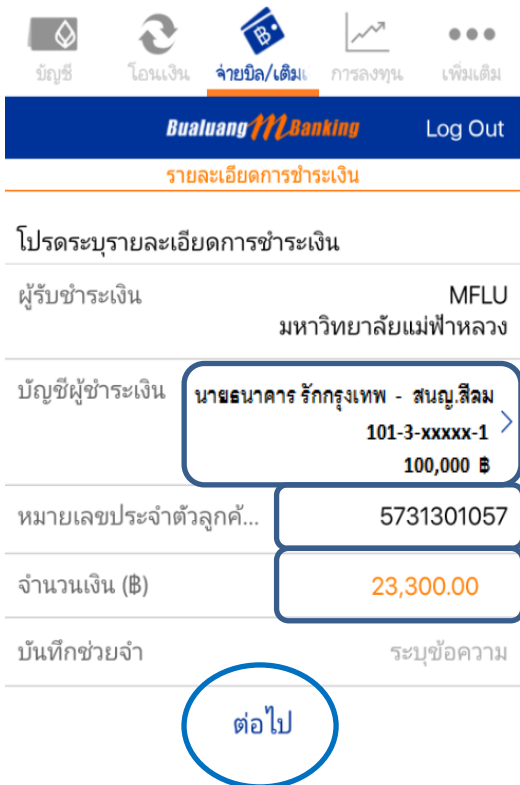 บัญชี
โอนเงิน
จ่ายบิล/เติมเ
การลงทุน
เพิ่มเติม
Bualuang mBanking
Log Out
รายละเอียดการชำระเงิน
โปรดระบุรายละเอียดการชำระเงิน
ผู้รับชำระเงิน
MFLU
มหาวิทยาลัยแม่ฟ้าหลวง
บัญชีผู้ชำระเงิน
นายธนาคาร รักกรุงเทพ - สนญ.สีลม
101-3-xxxxx-1
100,000 ฿
หมายเลขประจำตัวลูกค้...
5731301057
จำนวนเงิน (฿)
23,300.00
บันทึกช่วยจำ
ระบุข้อความ
ต่อไป